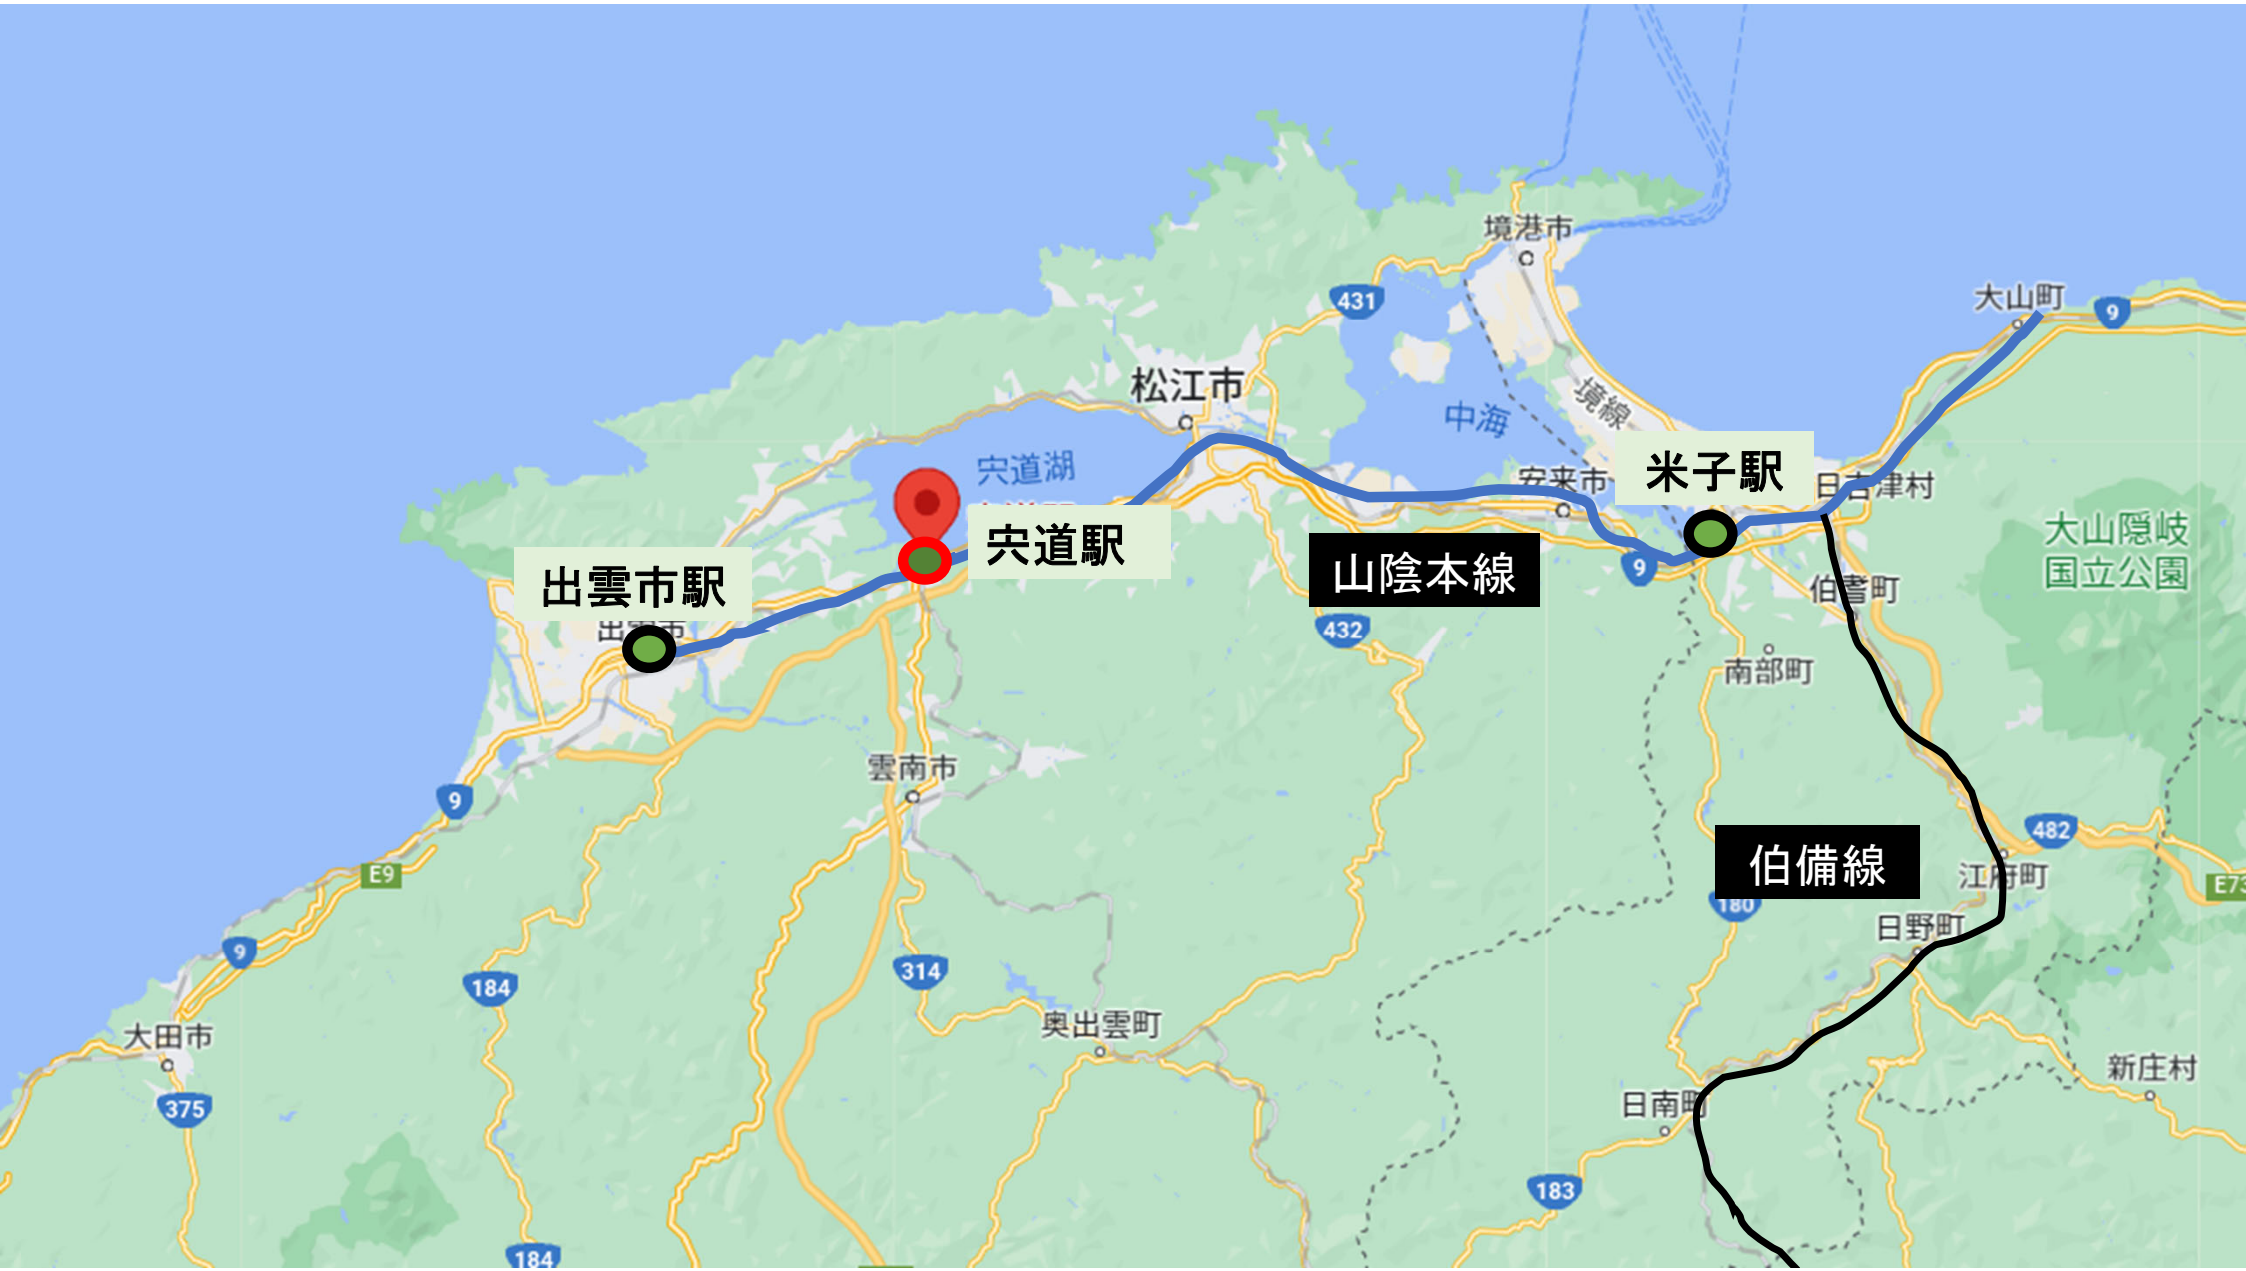 境港市
431
大山町
9
松江市
境線
中海
宍道湖
米子駅
安来市
日吉津村
宍道駅
大山隠岐
国立公園
山陰本線
9
出雲市駅
伯耆町
出雲市
432
南部町
雲南市
9
482
伯備線
E9
江府町
E73
180
日野町
9
314
184
奥出雲町
大田市
新庄村
375
日南町
183
184